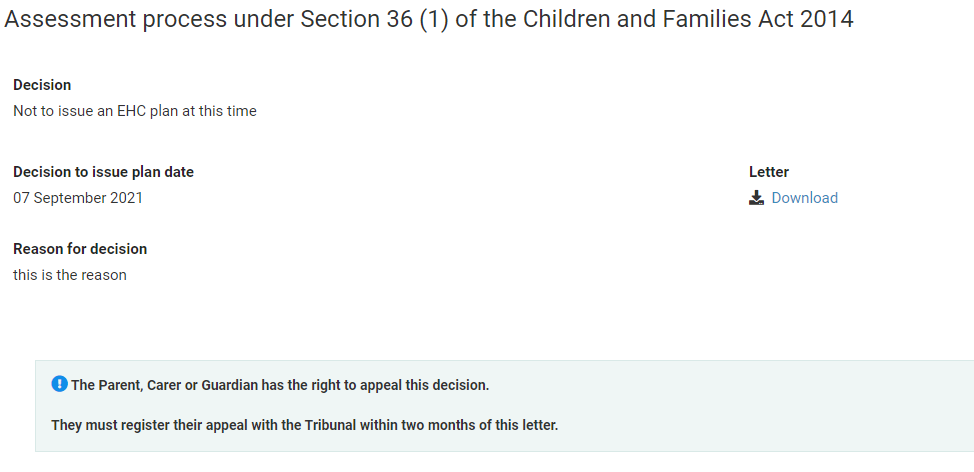 Assessment process under Section 36 (1) of the Children and Families Act 2014
Decision
Not to issue an EHC plan at this time
Decision to issue plan date
07 September 2021
Letter
Download
Reason for decision
this is the reason
The Parent, Carer or Guardian has the right to appeal this decision.
They must register their appeal with the Tribunal within two months of this letter.